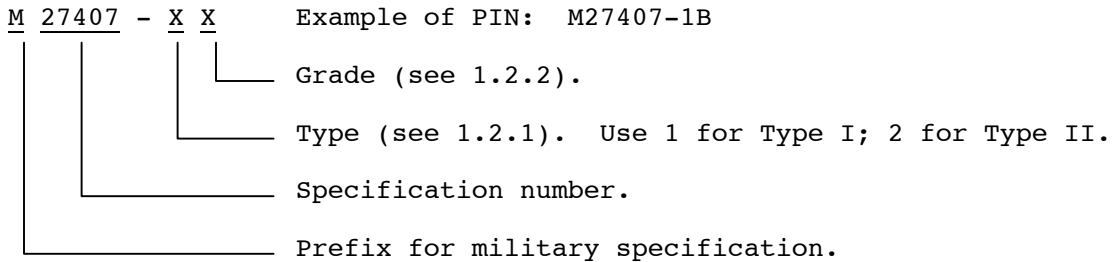 M 27407 - X X Example of PIN: M27407-1B
Grade (see 1.2.2).
Type (see 1.2.1). Use 1 for Type I; 2 for Type II.
Specification number.
Prefix for military specification.